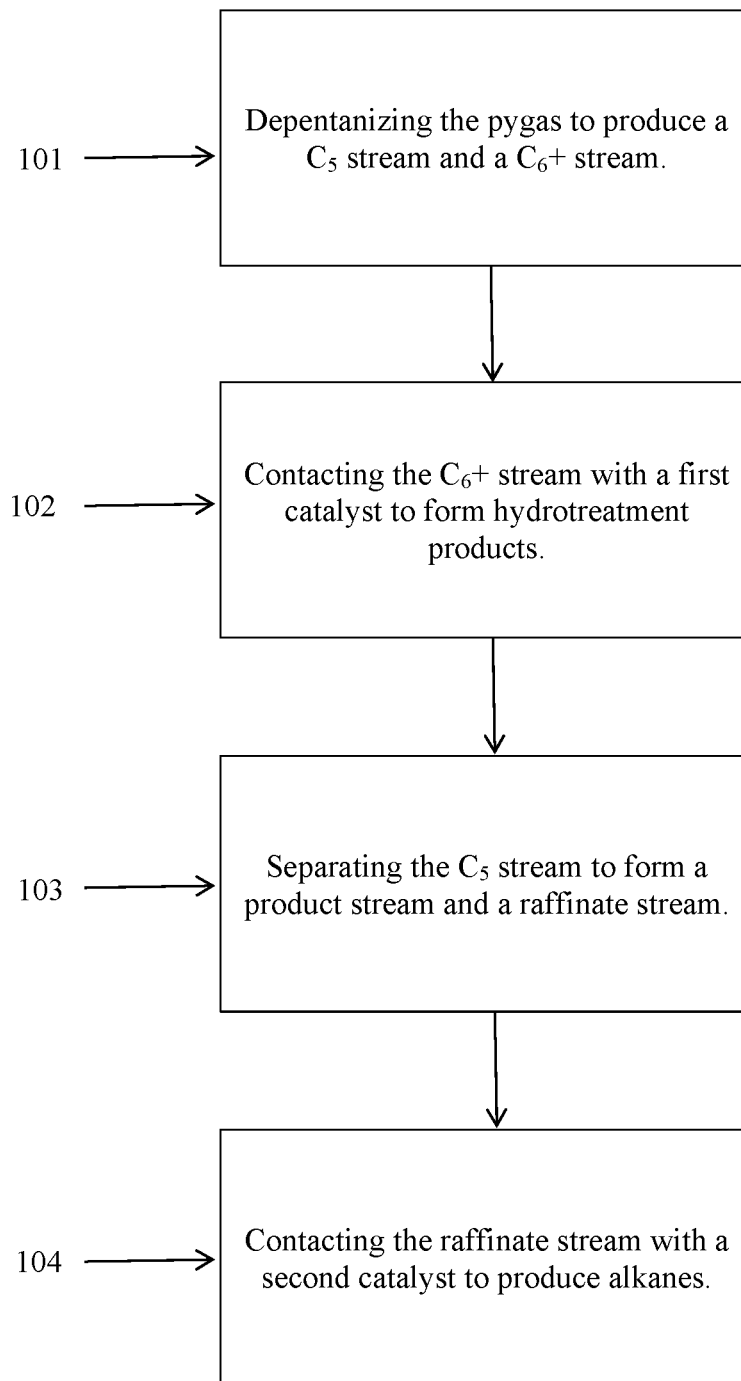 101
Depentanizing the pygas to produce a
C₅ stream and a C₆+ stream.
102
Contacting the C₆+ stream with a first
catalyst to form hydrotreatment
products.
103
Separating the C₅ stream to form a
product stream and a raffinate stream.
104
Contacting the raffinate stream with a
second catalyst to produce alkanes.